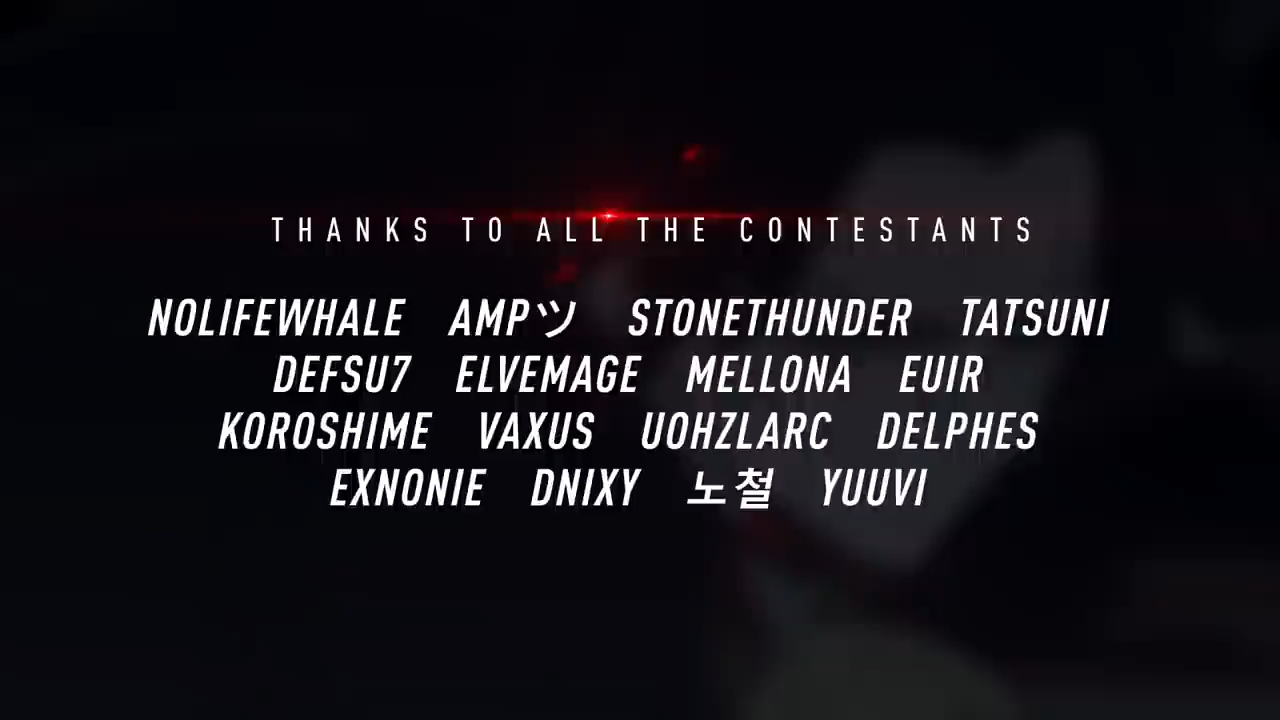 THANKS TO ALL THE CONTESTANTS
NOLIFEWHALE AMPツ STONETHUNDER TATSUNI
DEFSU7 ELVEMAGE MELLONA EUIR
KOROSHIME VAXUS UOHZLARC DELPHES
EXNONIE DNIXY 노철 YUUVI